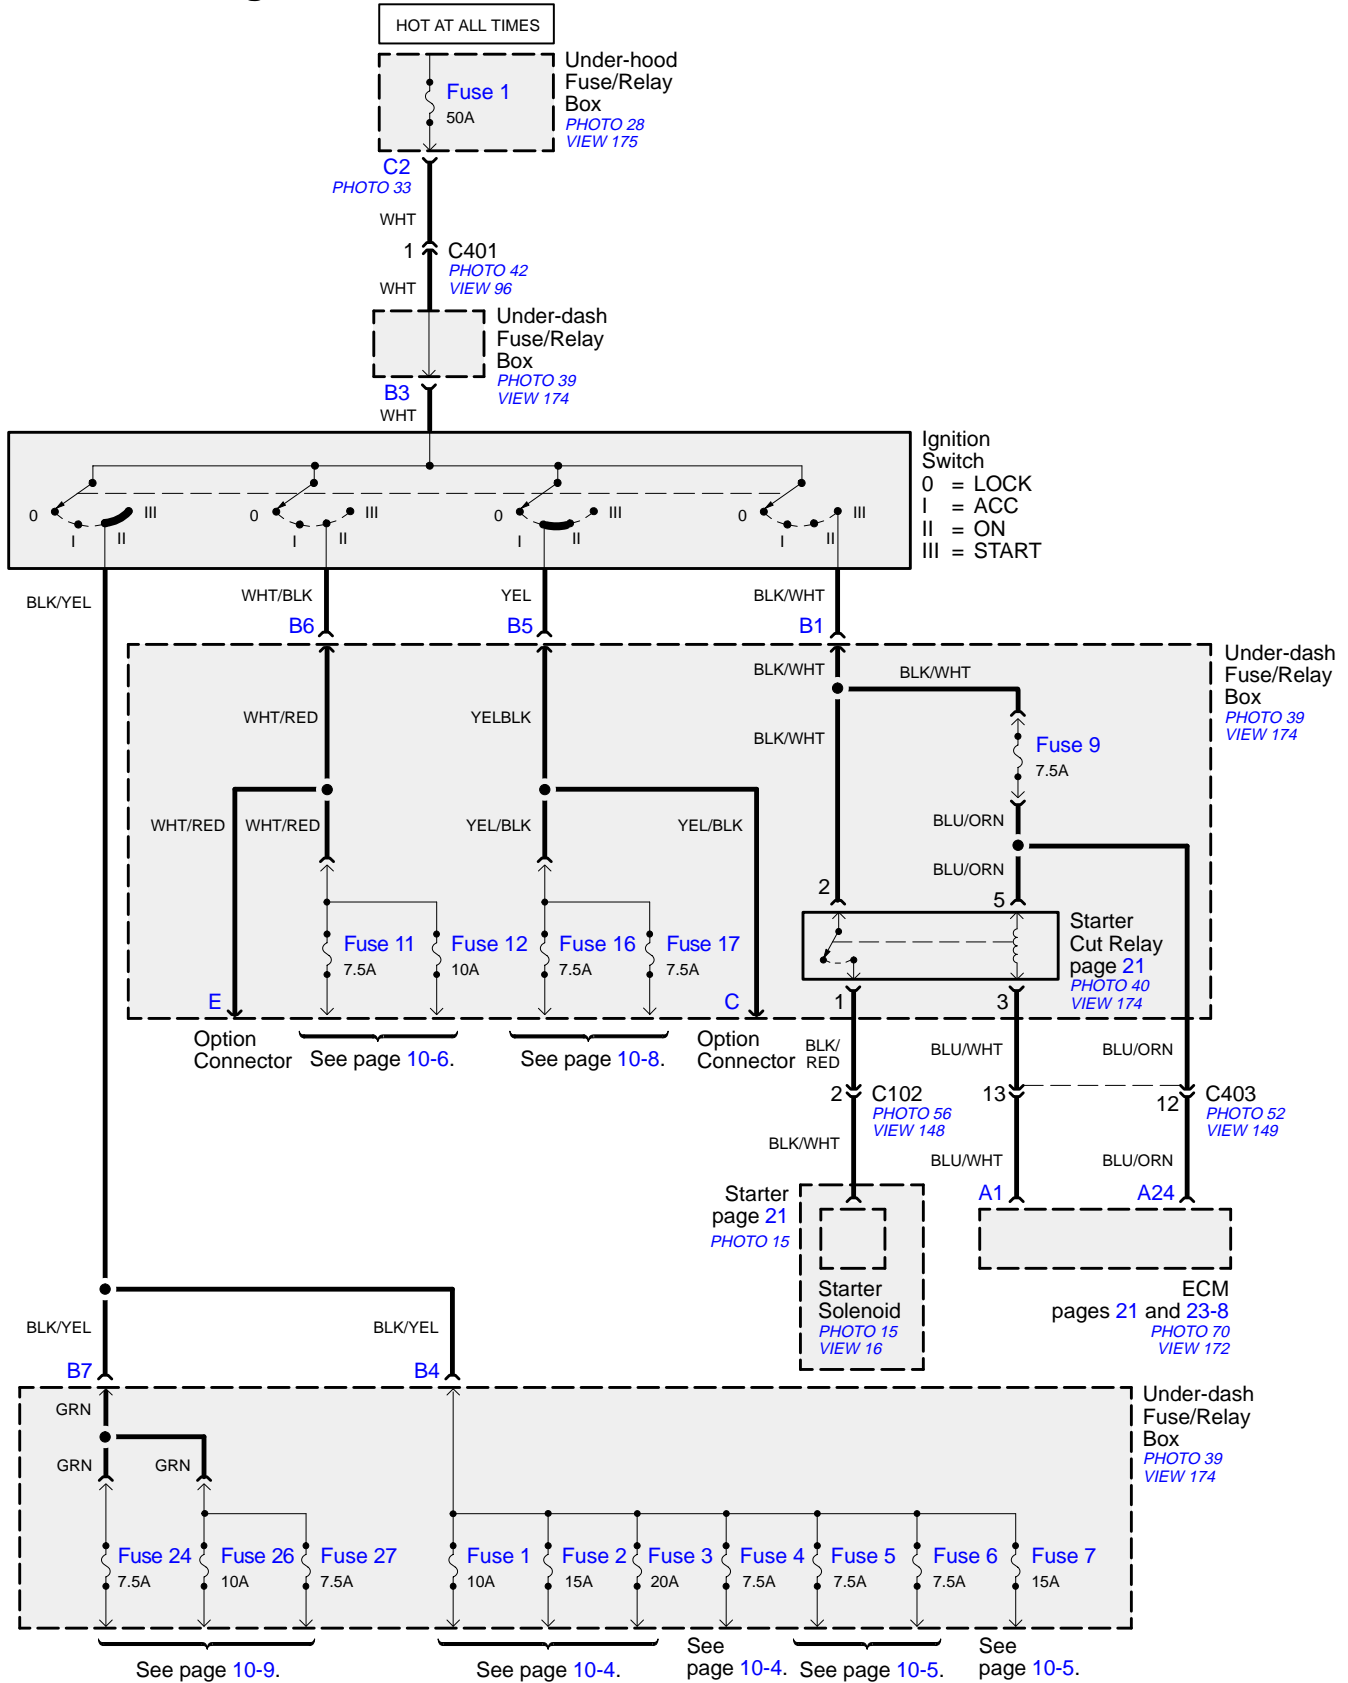 HOT AT ALL TIMES
Under-hood
Fuse/Relay
Box
PHOTO 28
VIEW 175
Fuse 1
50A
C2
PHOTO 33
WHT
1
C401
PHOTO 42
VIEW 96
WHT
Under-dash
Fuse/Relay
Box
PHOTO 39
VIEW 174
B3
WHT
Ignition
Switch
0 = LOCK
I = ACC
II = ON
III = START
0 I II III
0 I II III
0 I II III
0 I II III
BLK/YEL
WHT/BLK
YEL
BLK/WHT
B6
B5
B1
Under-dash
Fuse/Relay
Box
PHOTO 39
VIEW 174
BLK/WHT
BLK/WHT
WHT/RED
YELBLK
BLK/WHT
Fuse 9
7.5A
WHT/RED
WHT/RED
YEL/BLK
YEL/BLK
BLU/ORN
BLU/ORN
2
5
Fuse 11
7.5A
Fuse 12
10A
Fuse 16
7.5A
Fuse 17
7.5A
Starter
Cut Relay
page 21
PHOTO 40
VIEW 174
E
C
1
3
Option
Connector
See page 10-6.
See page 10-8.
Option
Connector
BLK/
RED
BLU/WHT
BLU/ORN
2
C102
PHOTO 56
VIEW 148
13
12
C403
PHOTO 52
VIEW 149
BLK/WHT
BLU/WHT
BLU/ORN
Starter
page 21
PHOTO 15
A1
A24
Starter
Solenoid
PHOTO 15
VIEW 16
ECM
pages 21 and 23-8
PHOTO 70
VIEW 172
BLK/YEL
BLK/YEL
B7
B4
Under-dash
Fuse/Relay
Box
PHOTO 39
VIEW 174
GRN
GRN
GRN
Fuse 24
7.5A
Fuse 26
10A
Fuse 27
7.5A
Fuse 1
10A
Fuse 2
15A
Fuse 3
20A
Fuse 4
7.5A
Fuse 5
7.5A
Fuse 6
7.5A
Fuse 7
15A
See page 10-9.
See page 10-4.
See
page 10-4.
See page 10-5.
See
page 10-5.